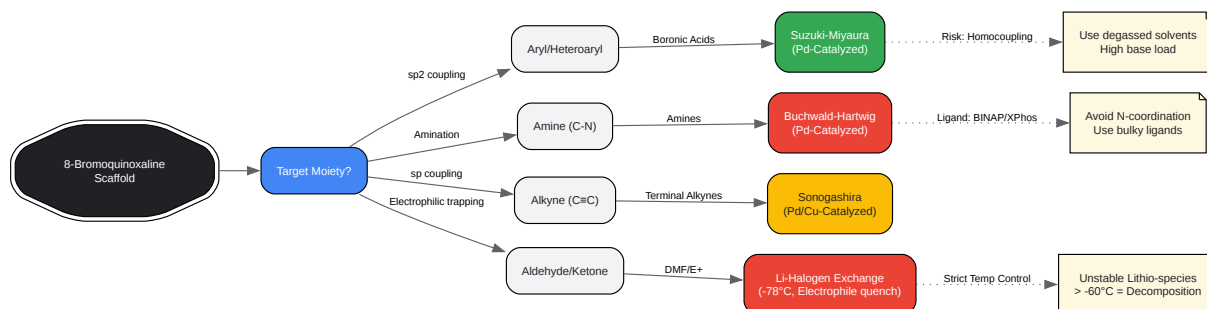 8-Bromoquinoxaline
Scaffold
Target Moiety?
sp2 coupling
Amination
sp coupling
Electrophilic trapping
Aryl/Heteroaryl
Boronic Acids
Suzuki-Miyaura
(Pd-Catalyzed)
Risk: Homocoupling
Use degassed solvents
High base load
Amine (C-N)
Amines
Buchwald-Hartwig
(Pd-Catalyzed)
Ligand: BINAP/XPhos
Avoid N-coordination
Use bulky ligands
Alkyne (C≡C)
Terminal Alkynes
Sonogashira
(Pd/Cu-Catalyzed)
Aldehyde/Ketone
DMF/E+
Li-Halogen Exchange
(-78°C, Electrophile quench)
Strict Temp Control
Unstable Lithio-species
> -60°C = Decomposition